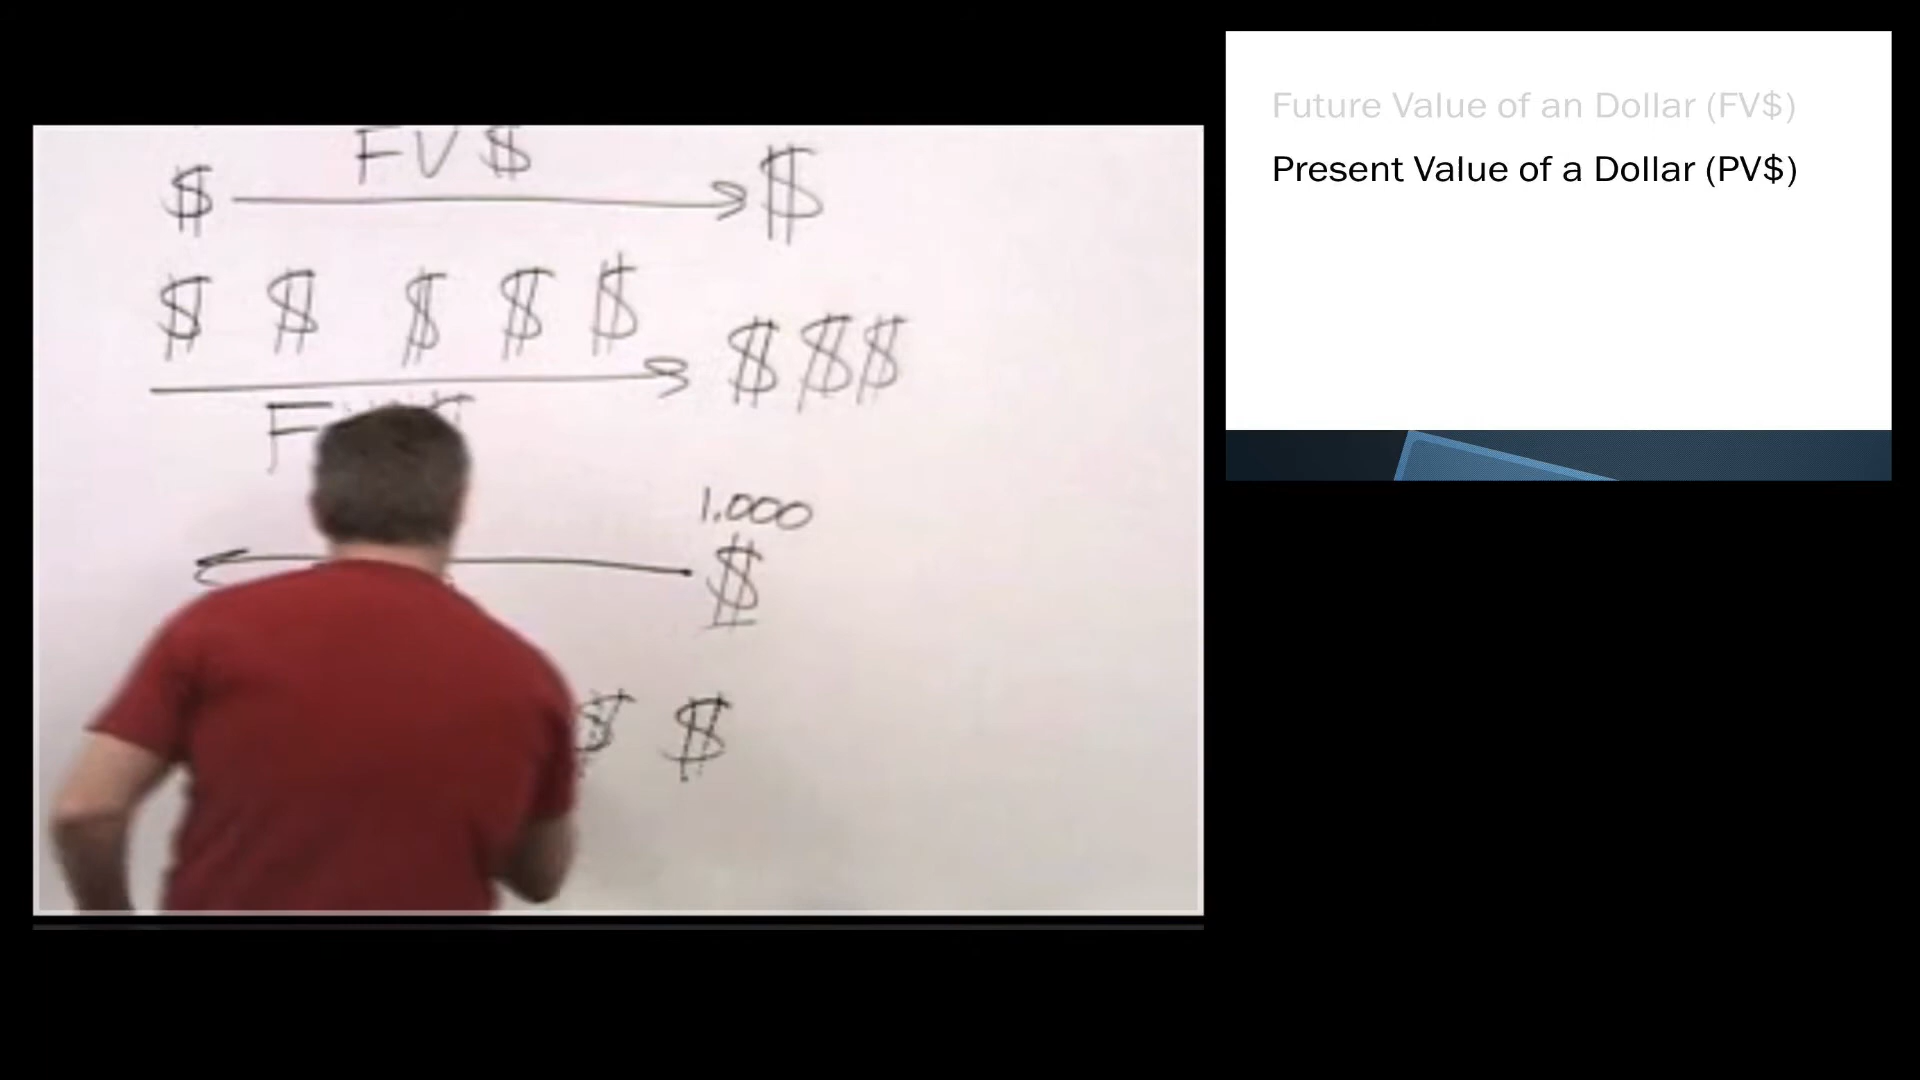 FV$
$ $
$ $ $ $ $
$$$
1.000
$
$ $
Future Value of an Dollar (FV$)
Present Value of a Dollar (PV$)